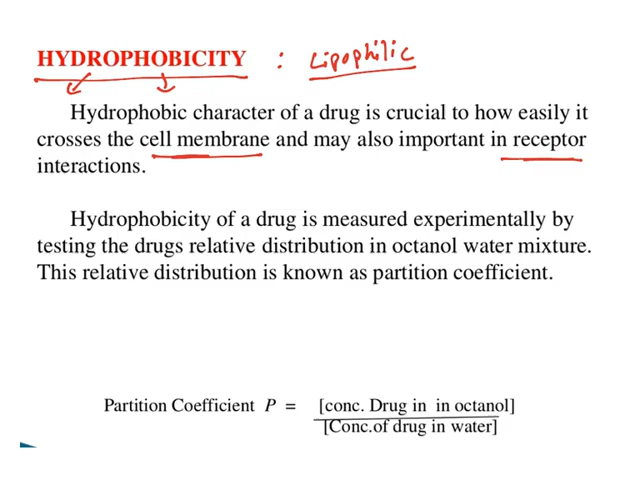 HYDROPHOBICITY : Lipophilic
Hydrophobic character of a drug is crucial to how easily it
crosses the cell membrane and may also important in receptor
interactions.
Hydrophobicity of a drug is measured experimentally by
testing the drugs relative distribution in octanol water mixture.
This relative distribution is known as partition coefficient.
Partition Coefficient P = [conc. Drug in in octanol]
[Conc.of drug in water]